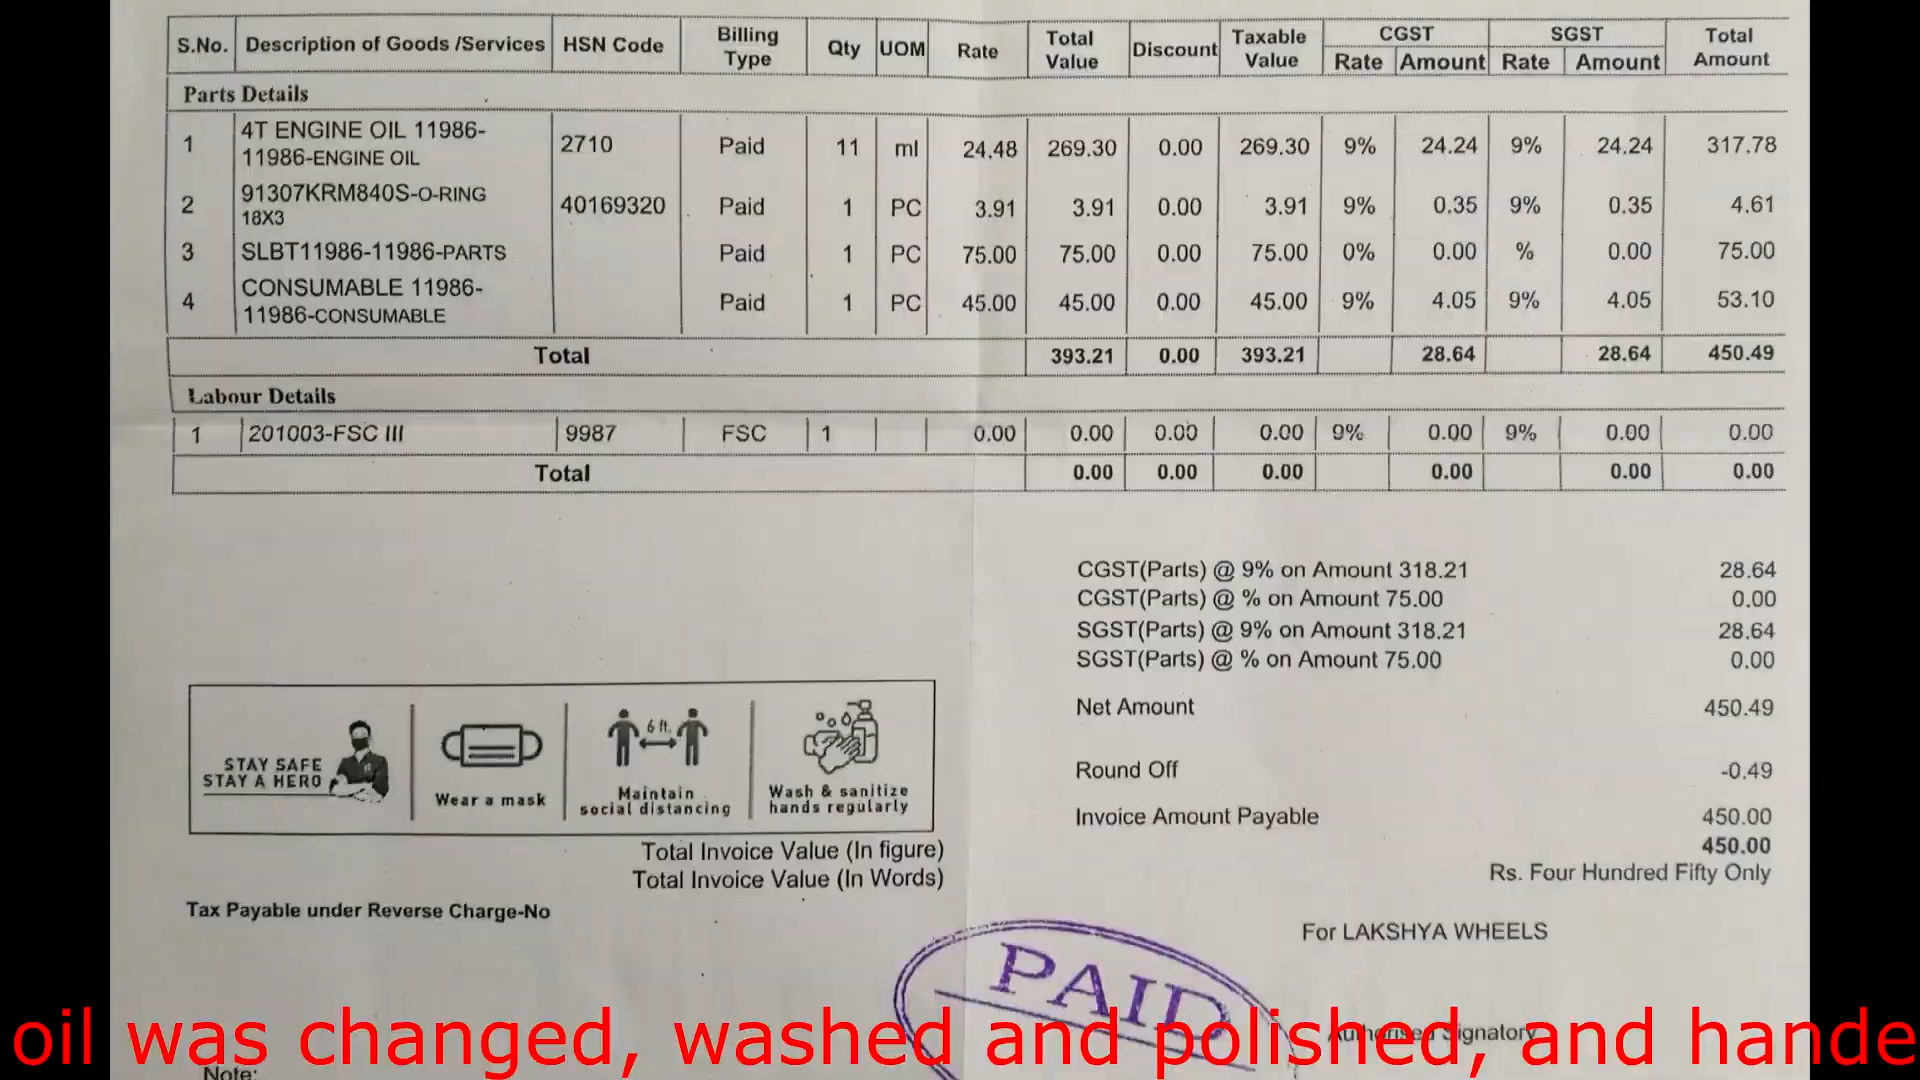 S.No. Description of Goods /Services HSN Code Billing Type Qty UOM Rate Total Value Discount Taxable Value CGST Rate Amount SGST Rate Amount Total Amount
Parts Details
1 4T ENGINE OIL 11986-11986-ENGINE OIL 2710 Paid 11 ml 24.48 269.30 0.00 269.30 9% 24.24 9% 24.24 317.78
2 91307KRM840S-O-RING 18X3 40169320 Paid 1 PC 3.91 3.91 0.00 3.91 9% 0.35 9% 0.35 4.61
3 SLBT11986-11986-PARTS Paid 1 PC 75.00 75.00 0.00 75.00 0% 0.00 % 0.00 75.00
4 CONSUMABLE 11986-11986-CONSUMABLE Paid 1 PC 45.00 45.00 0.00 45.00 9% 4.05 9% 4.05 53.10
Total 393.21 0.00 393.21 28.64 28.64 450.49
Labour Details
1 201003-FSC III 9987 FSC 1 0.00 0.00 0.00 0.00 9% 0.00 9% 0.00 0.00
Total 0.00 0.00 0.00 0.00 0.00 0.00
CGST(Parts) @ 9% on Amount 318.21 28.64
CGST(Parts) @ % on Amount 75.00 0.00
SGST(Parts) @ 9% on Amount 318.21 28.64
SGST(Parts) @ % on Amount 75.00 0.00
Net Amount 450.49
Round Off -0.49
Invoice Amount Payable 450.00
STAY SAFE
STAY A HERO
Wear a mask
6 ft.
Maintain
social distancing
Wash & sanitize
hands regularly
Total Invoice Value (In figure) 450.00
Total Invoice Value (In Words) Rs. Four Hundred Fifty Only
Tax Payable under Reverse Charge-No
For LAKSHYA WHEELS
PAID
Authorised Signatory
oil was changed, washed and polished, and hande
Note: